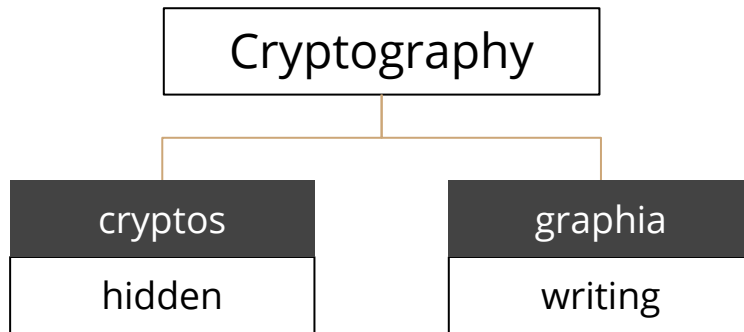 Cryptography
cryptos
graphia
hidden
writing